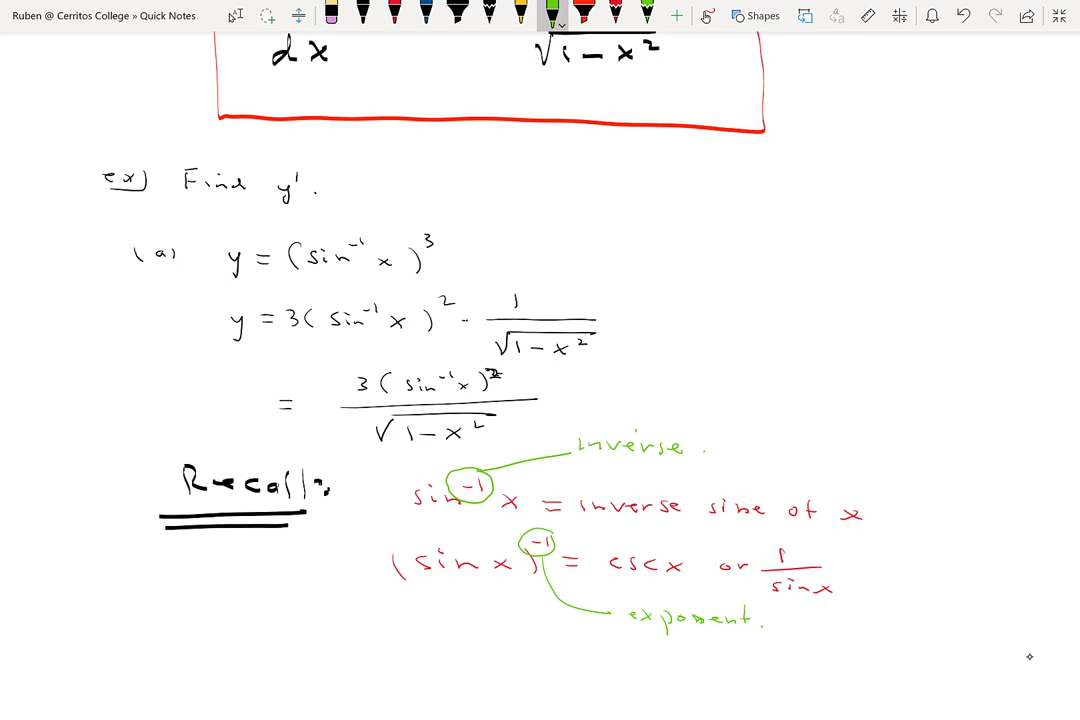 Ruben @ Cerritos College » Quick Notes
Shapes
dx √1-x²
ex) Find y'.
(a) y = (sin⁻¹ x)³
y = 3(sin⁻¹ x)² · 1/√1-x²
= 3(sin⁻¹x)²/√1-x²
inverse.
Recall:
sin⁻¹ x = inverse sine of x
(sin x)⁻¹ = cscx or 1/sinx
exponent.